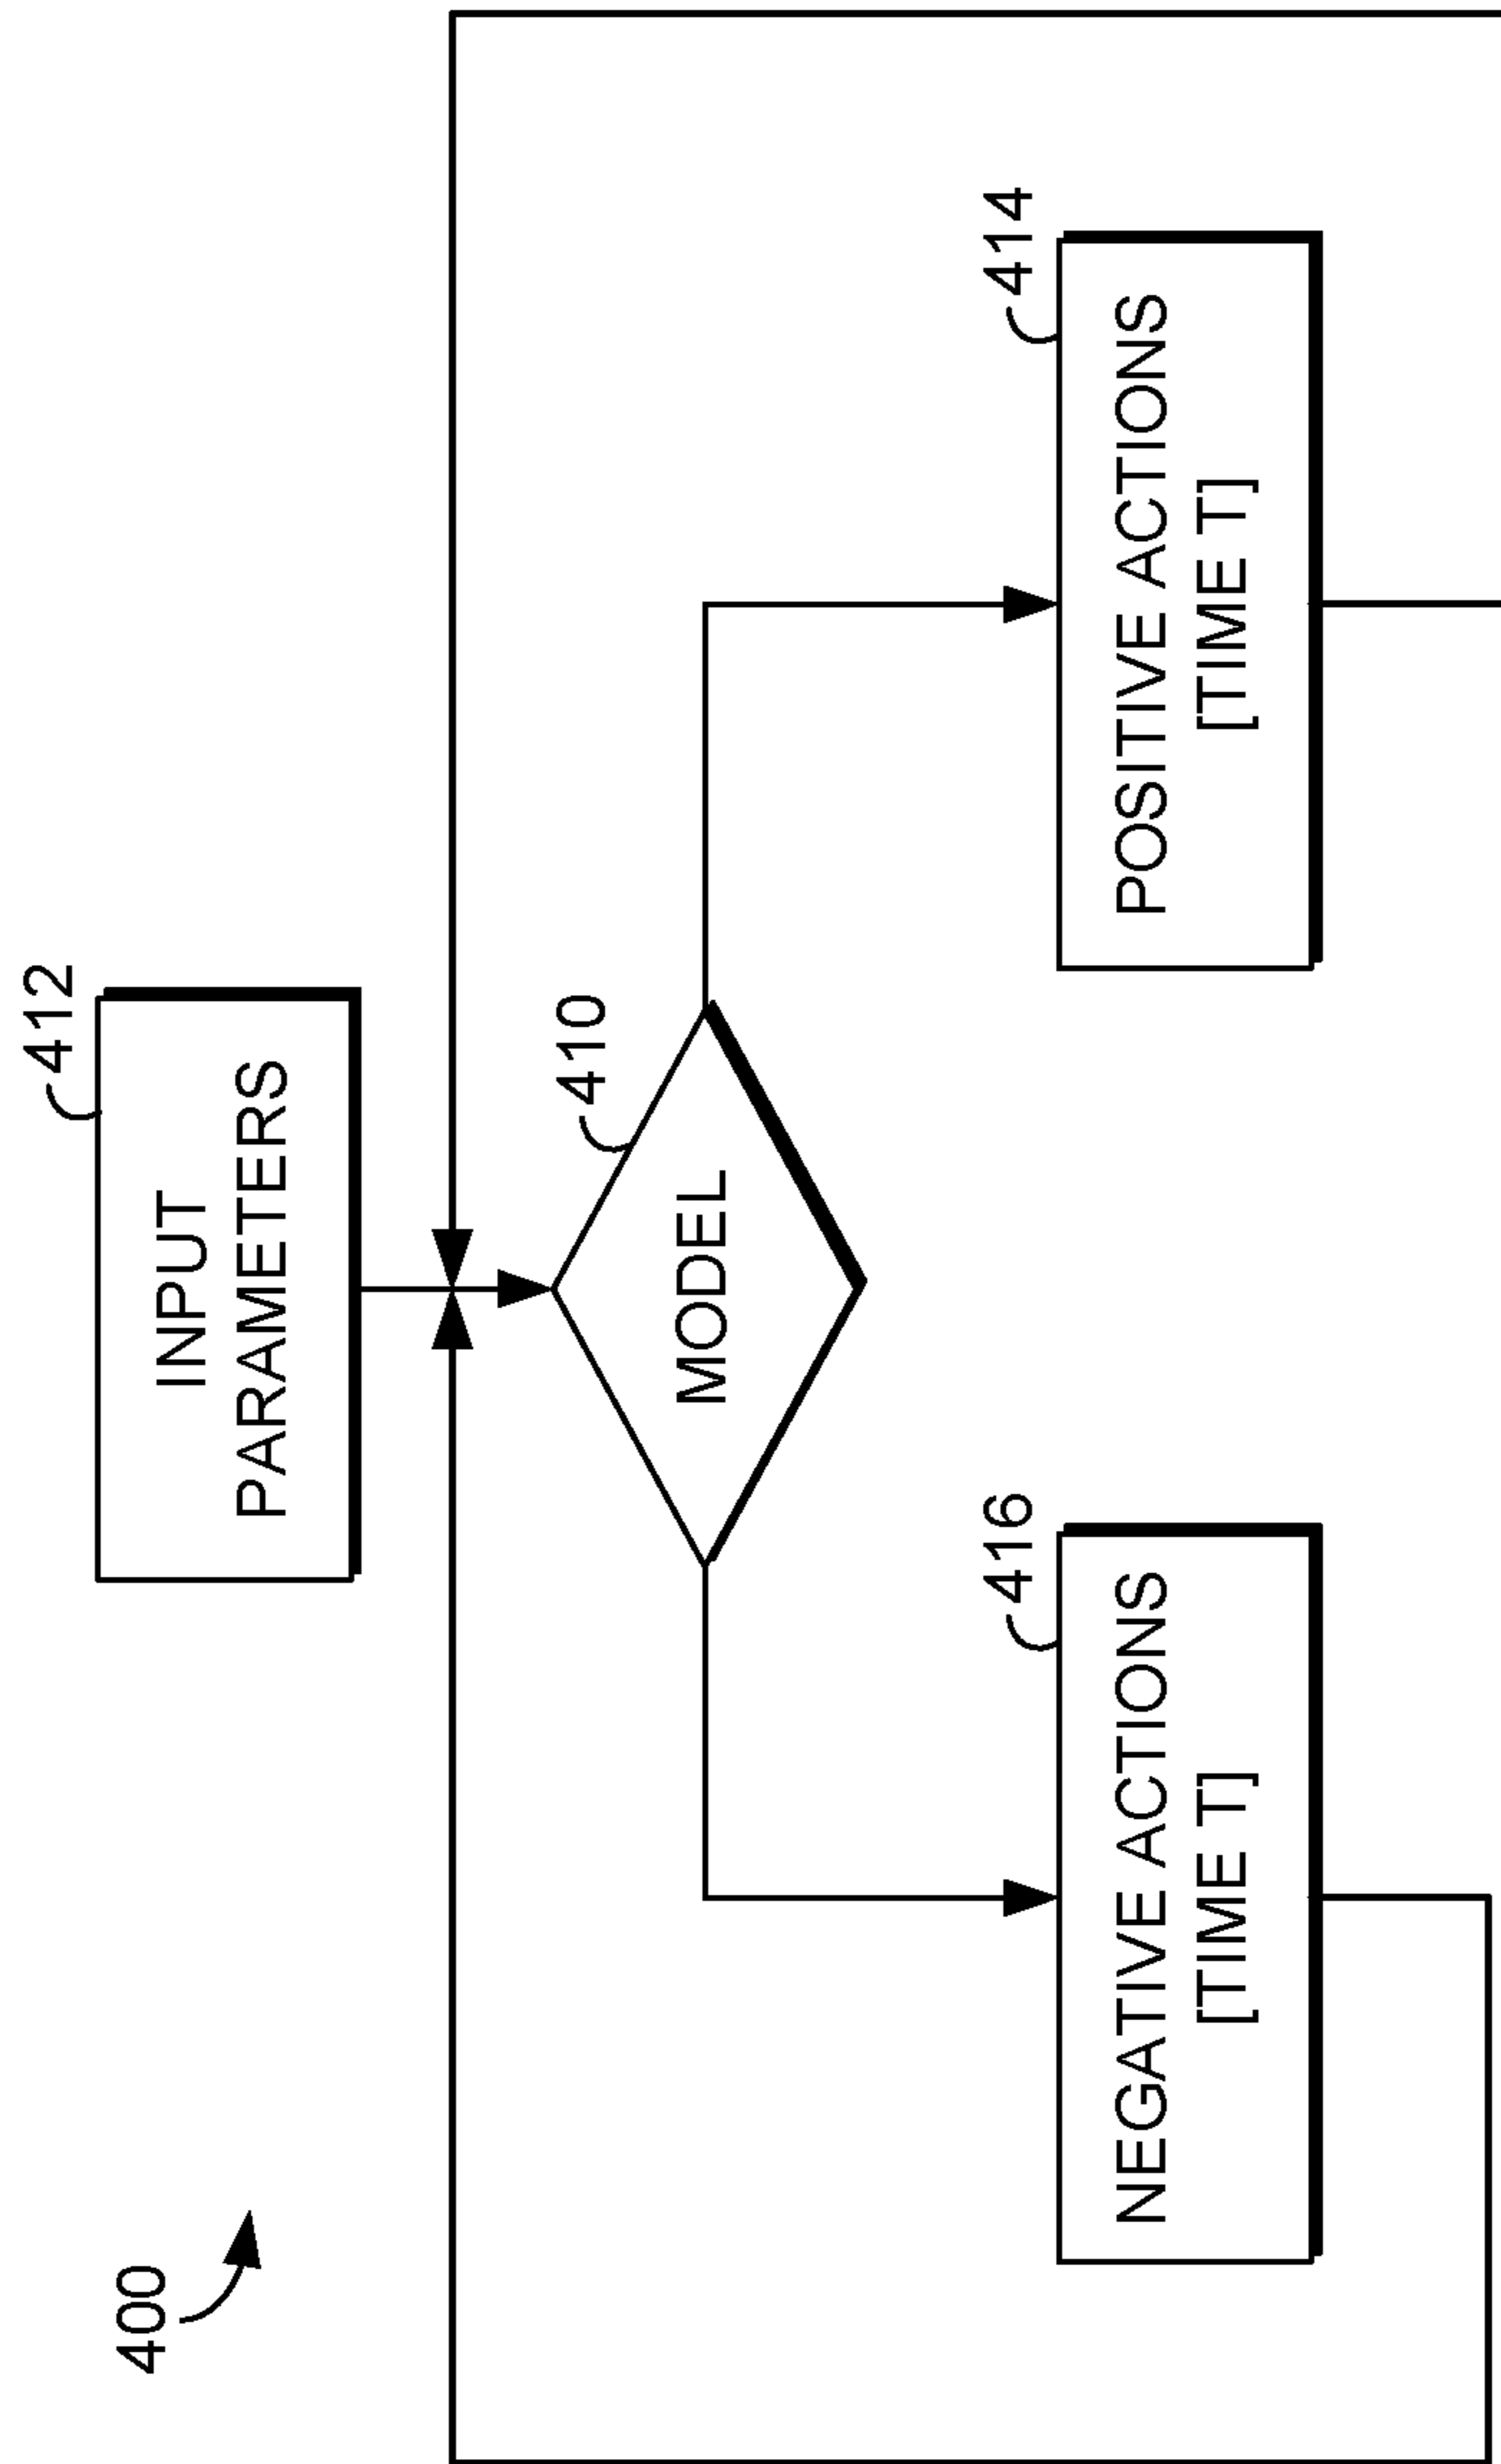 400
412
INPUT
PARAMETERS
410
MODEL
416
NEGATIVE ACTIONS
[TIME T]
414
POSITIVE ACTIONS
[TIME T]